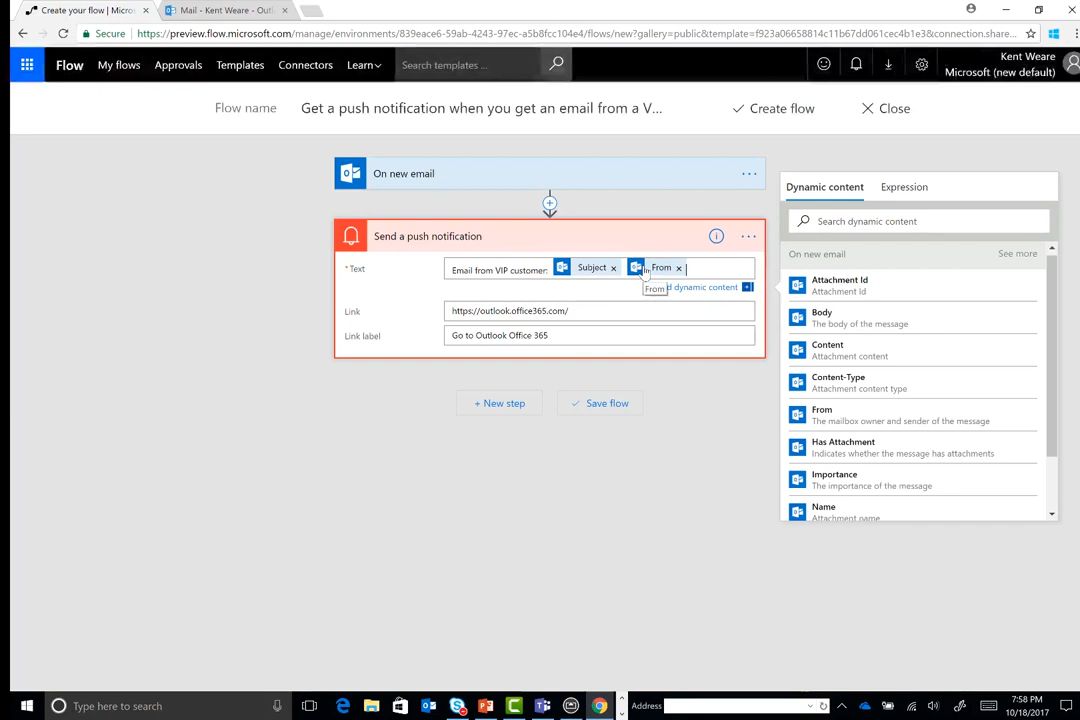 Create your flow | Micros
Mail - Kent Weare - Outl
Secure
https://preview.flow.microsoft.com/manage/environments/839eace6-59ab-4243-97ec-a5b8fcc104e4/flows/new?gallery=public&template=f923a06658814c11b67dd061cec4b1e3&connection.share...
Flow
My flows
Approvals
Templates
Connectors
Learn
Search templates ...
Kent Weare
Microsoft (new default)
Flow name
Get a push notification when you get an email from a V...
Create flow
Close
On new email
...
Send a push notification
...
* Text
Email from VIP customer:
Subject x
From x
From
d dynamic content
Link
https://outlook.office365.com/
Link label
Go to Outlook Office 365
+ New step
Save flow
Dynamic content
Expression
Search dynamic content
On new email
See more
Attachment Id
Attachment Id
Body
The body of the message
Content
Attachment content
Content-Type
Attachment content type
From
The mailbox owner and sender of the message
Has Attachment
Indicates whether the message has attachments
Importance
The importance of the message
Name
Attachment name
Type here to search
Address
7:58 PM
10/18/2017